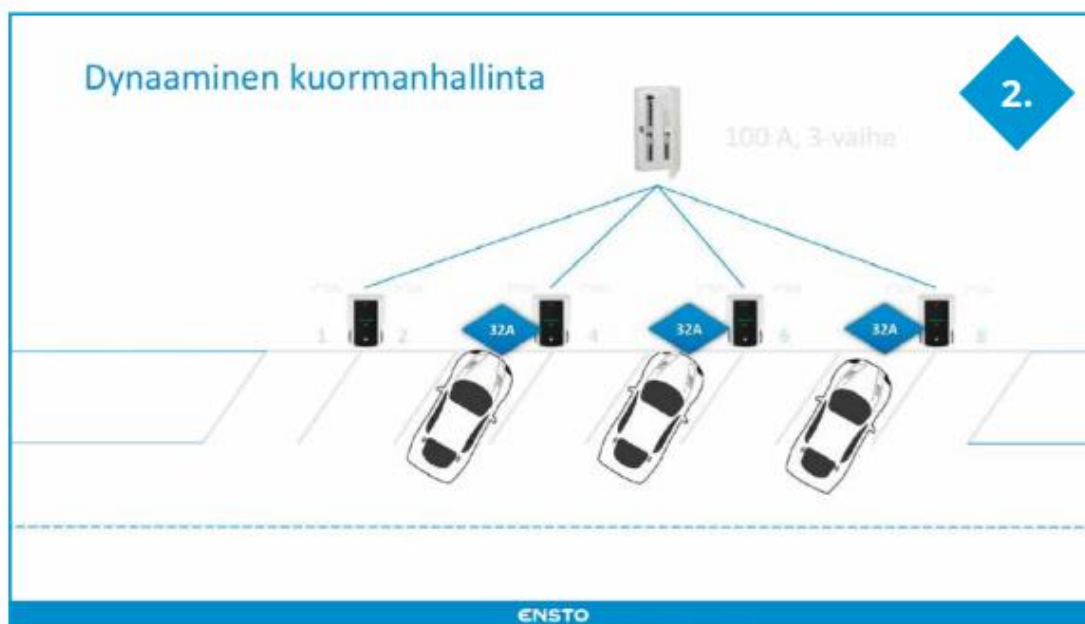 Dynaaminen kuormanhallinta
2.
100 A, 3-vaihe
1
2
32A
4
32A
6
32A
8
ENSTO